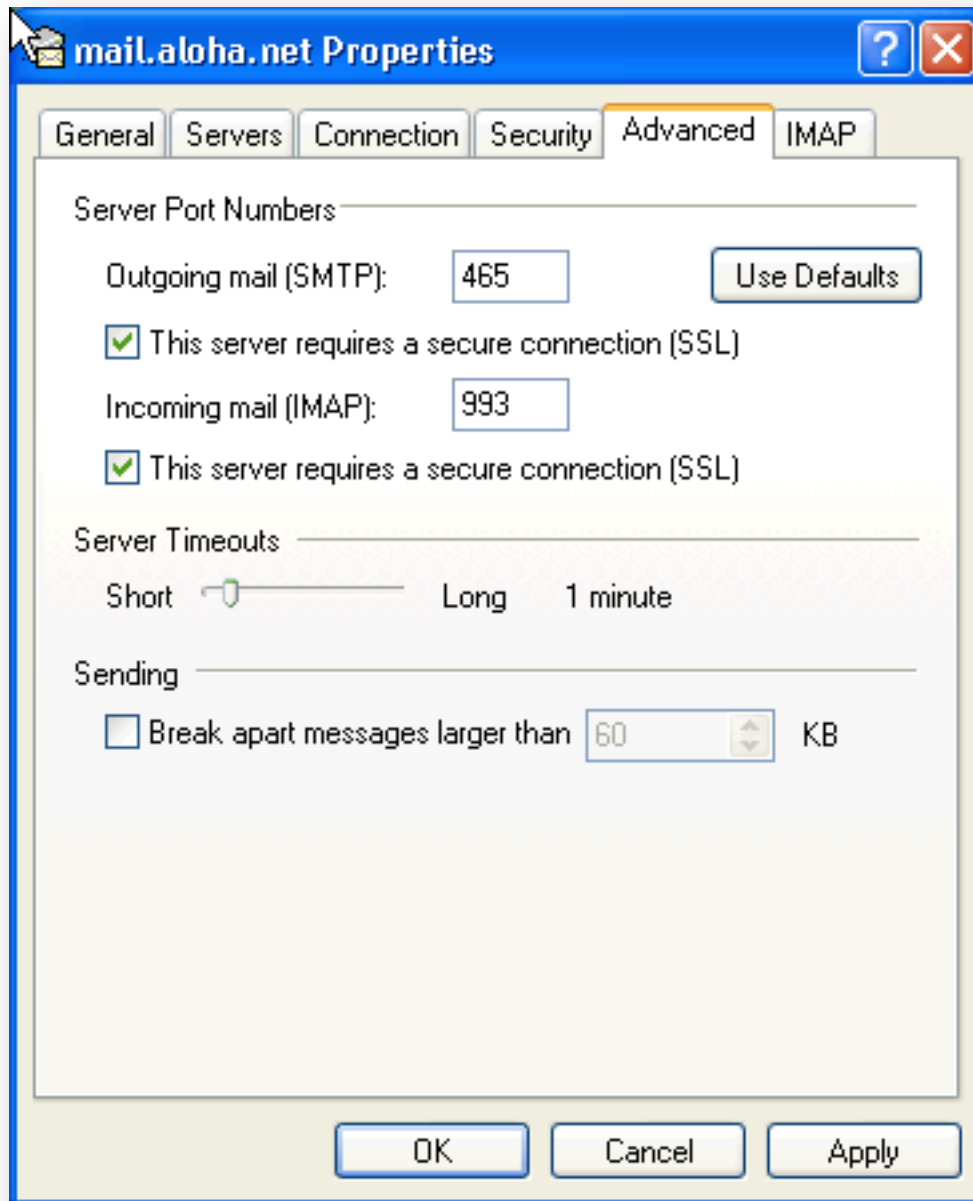 mail.aloha.net Properties
?
General Servers Connection Security Advanced IMAP
Server Port Numbers
Outgoing mail (SMTP): 465 Use Defaults
This server requires a secure connection (SSL)
Incoming mail (IMAP): 993
This server requires a secure connection (SSL)
Server Timeouts
Short Long 1 minute
Sending
Break apart messages larger than 60 KB
OK Cancel Apply